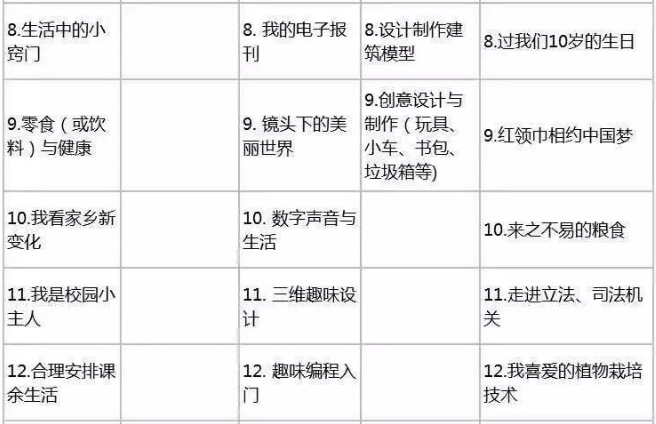 8.生活中的小
窍门
8. 我的电子报
刊
8.设计制作建
筑模型
8.过我们10岁的生日
9.零食（或饮
料）与健康
9. 镜头下的美
丽世界
9.创意设计与
制作（玩具、
小车、书包、
垃圾箱等)
9.红领巾相约中国梦
10.我看家乡新
变化
10. 数字声音与
生活
10.来之不易的粮食
11.我是校园小
主人
11. 三维趣味设
计
11.走进立法、司法机
关
12.合理安排课
余生活
12. 趣味编程入
门
12.我喜爱的植物栽培
技术